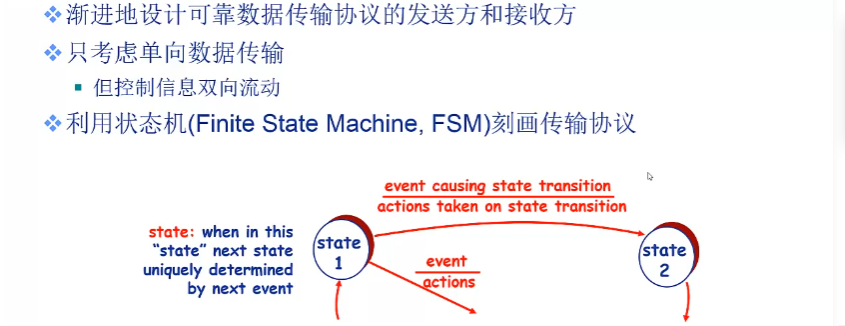 渐进地设计可靠数据传输协议的发送方和接收方
只考虑单向数据传输
但控制信息双向流动
利用状态机(Finite State Machine, FSM)刻画传输协议
event causing state transition
actions taken on state transition
state: when in this
"state" next state
uniquely determined
by next event
state
1
event
actions
state
2